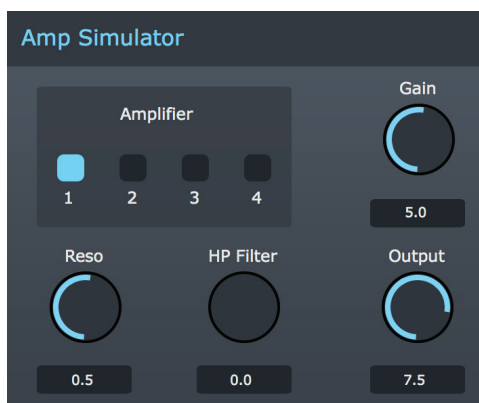 Amp Simulator
Amplifier
1 2 3 4
Gain
5.0
Reso
0.5
HP Filter
0.0
Output
7.5